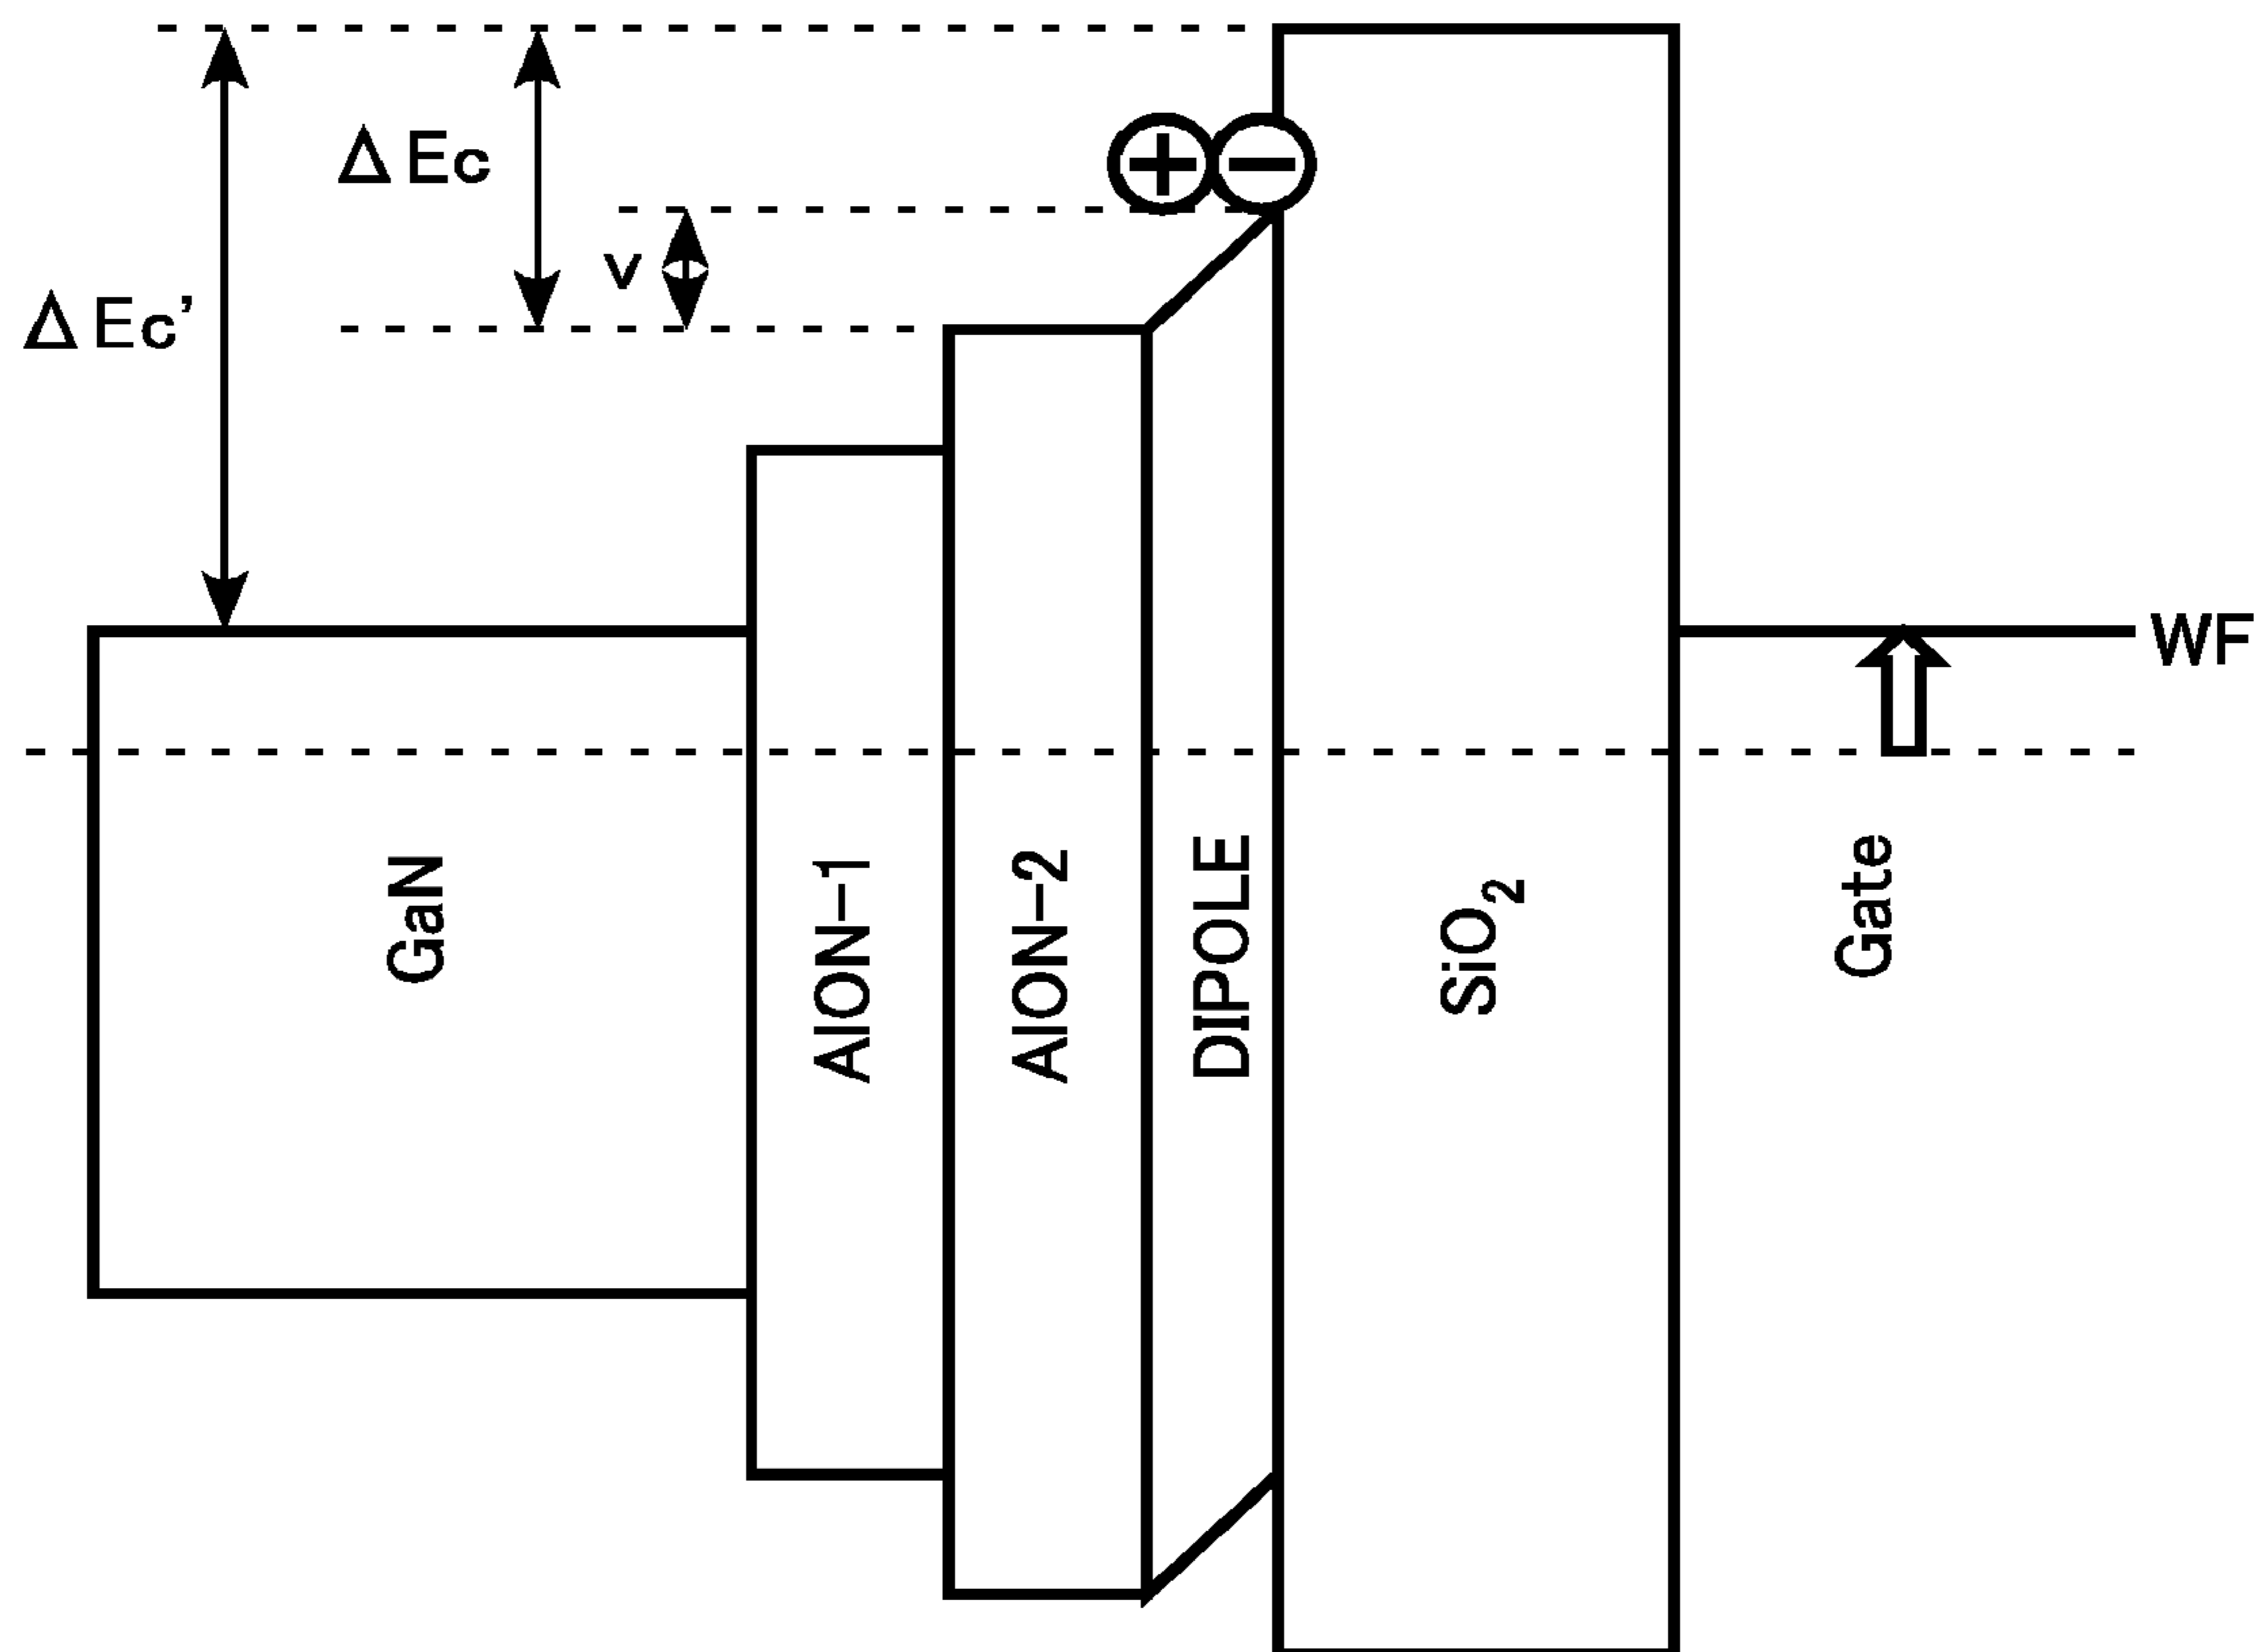 ΔEc
ΔEc’
v
WF
GaN
AlON−1
AlON−2
DIPOLE
SiO₂
Gate